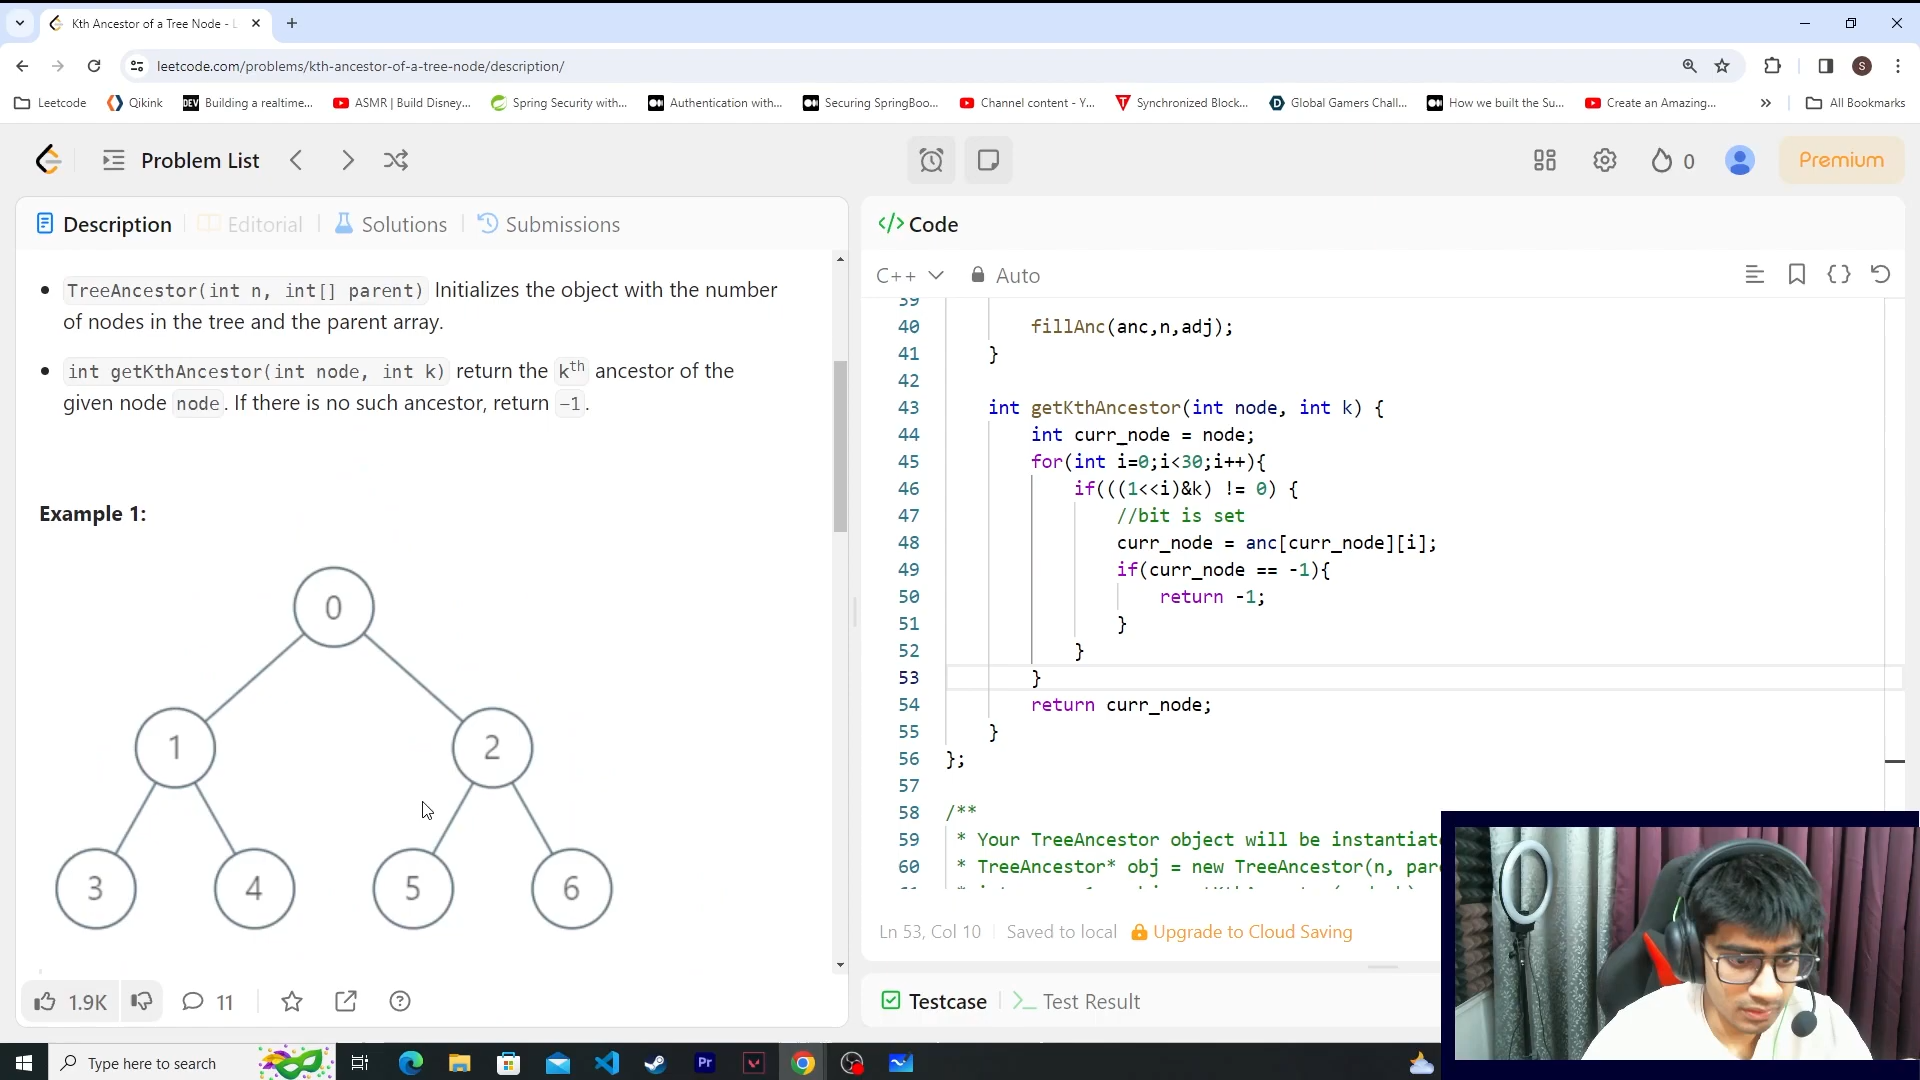 Kth Ancestor of a Tree Node - L
leetcode.com/problems/kth-ancestor-of-a-tree-node/description/
S
Leetcode
Qikink
DEV Building a realtime...
ASMR | Build Disney...
Spring Security with...
Authentication with...
Securing SpringBoo...
Channel content - Y...
Synchronized Block...
Global Gamers Chall...
How we built the Su...
Create an Amazing...
All Bookmarks
Problem List
0
Premium
Description
Editorial
Solutions
Submissions
TreeAncestor(int n, int[] parent) Initializes the object with the number
of nodes in the tree and the parent array.
int getKthAncestor(int node, int k) return the kth ancestor of the
given node node. If there is no such ancestor, return -1.
Example 1:
0
1 2
3 4 5 6
1.9K
11
</> Code
C++
Auto
39
40 fillAnc(anc,n,adj);
41 }
42
43 int getKthAncestor(int node, int k) {
44 int curr_node = node;
45 for(int i=0;i<30;i++){
46 if(((1<<i)&k) != 0) {
47 //bit is set
48 curr_node = anc[curr_node][i];
49 if(curr_node == -1){
50 return -1;
51 }
52 }
53 }
54 return curr_node;
55 }
56 };
57
58 /**
59 * Your TreeAncestor object will be instantiate
60 * TreeAncestor* obj = new TreeAncestor(n, par
Ln 53, Col 10
Saved to local
Upgrade to Cloud Saving
Testcase
Test Result
Type here to search
Pr